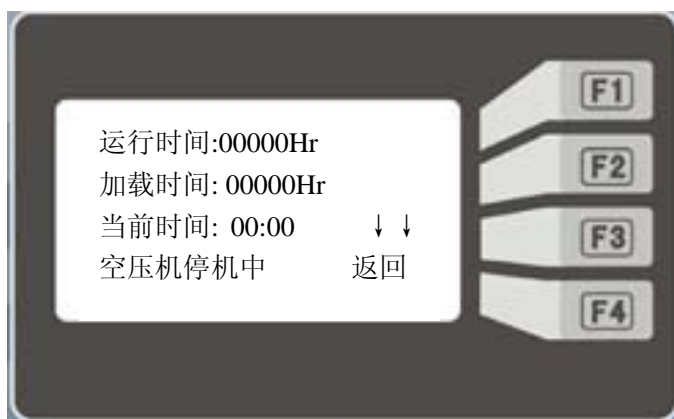 运行时间:00000Hr
加载时间: 00000Hr
当前时间: 00:00 ↓ ↓
空压机停机中 返回
F1
F2
F3
F4